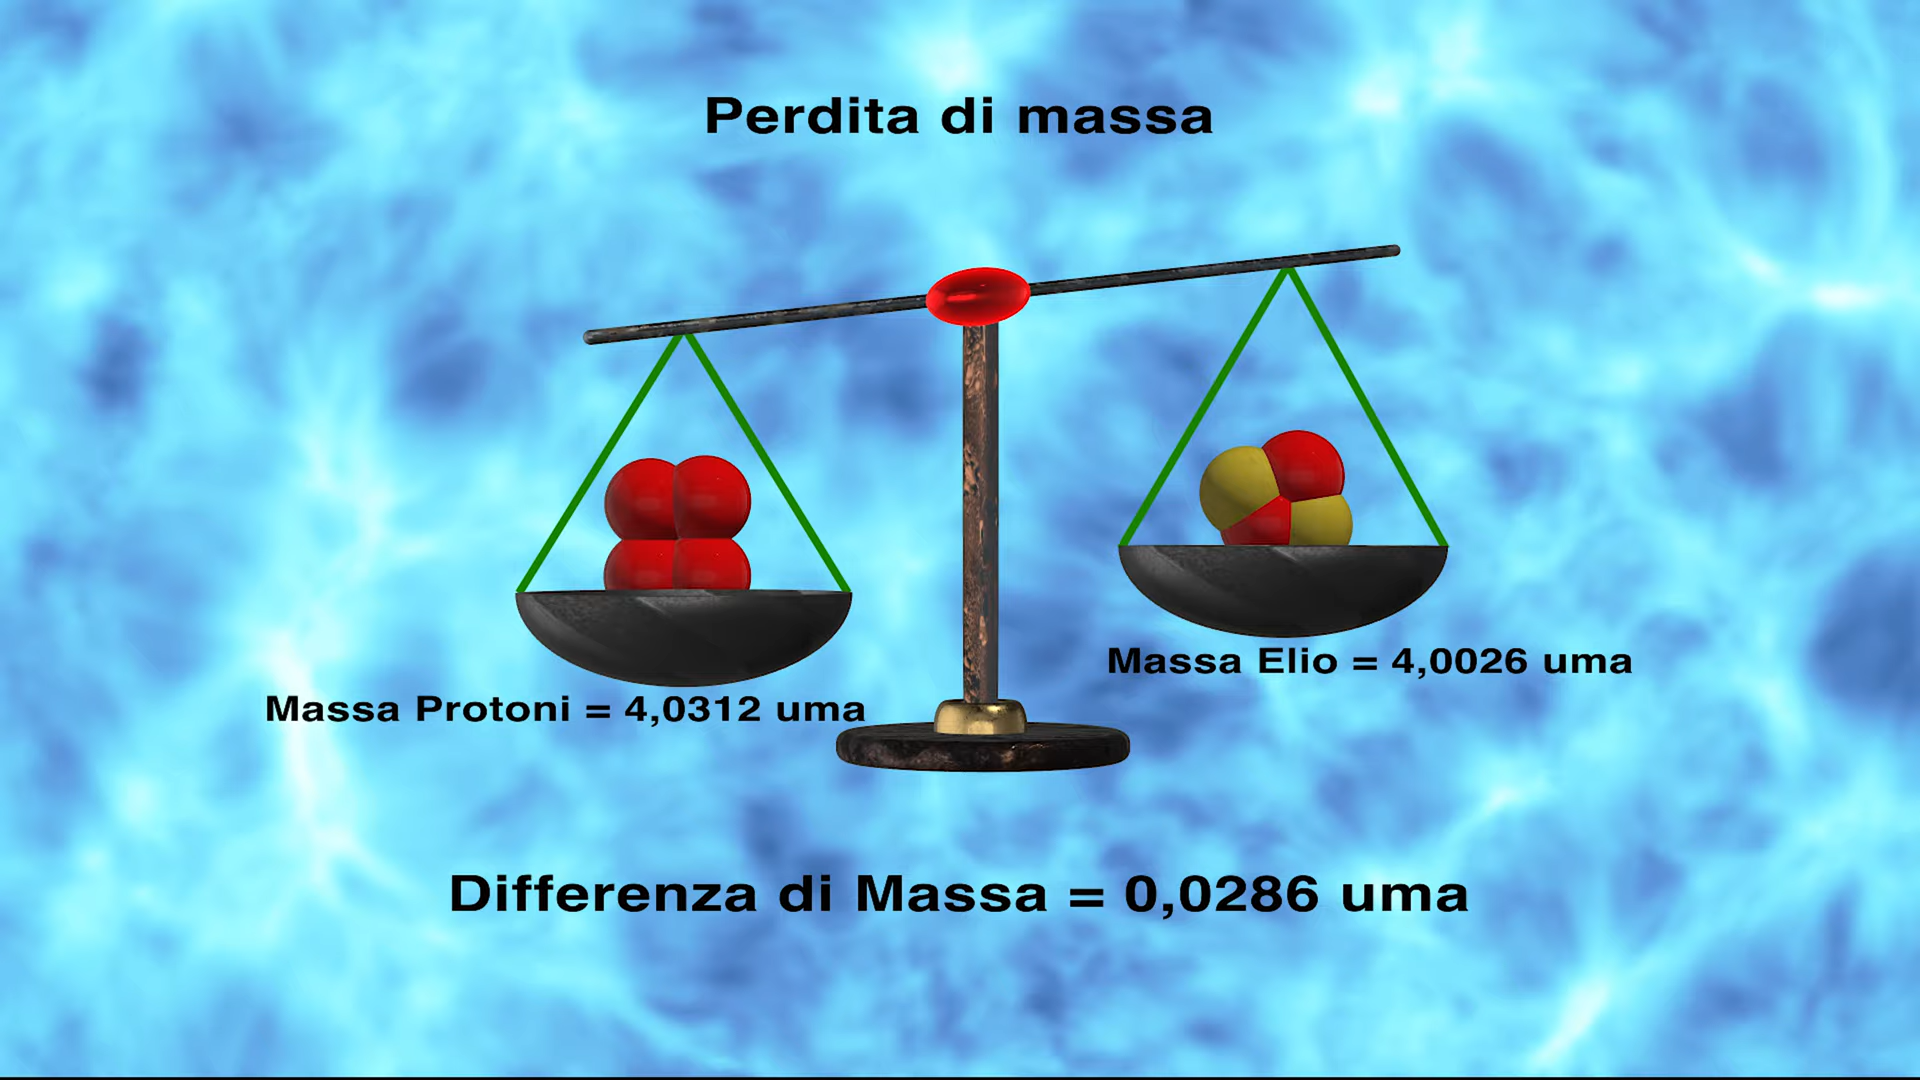 Perdita di massa
Massa Elio = 4,0026 uma
Massa Protoni = 4,0312 uma
Differenza di Massa = 0,0286 uma